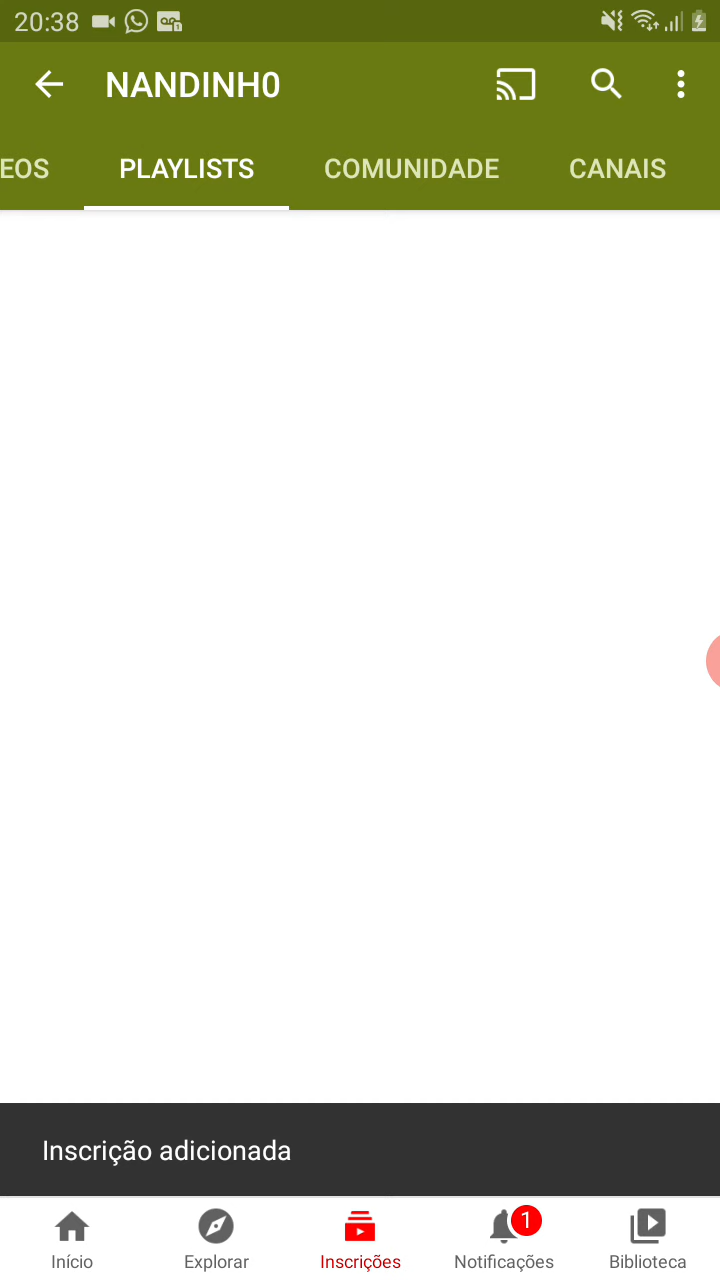 20:38
NANDINH0
EOS PLAYLISTS COMUNIDADE CANAIS
Inscrição adicionada
1
Início Explorar Inscrições Notificações Biblioteca